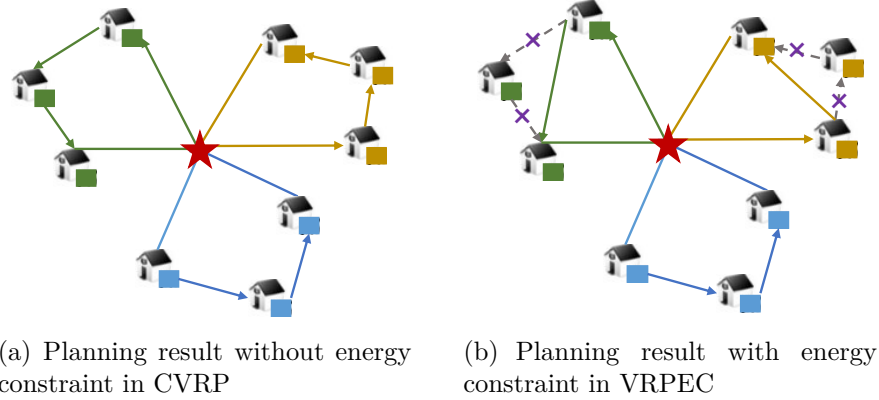 (a) Planning result without energy
constraint in CVRP
(b) Planning result with energy
constraint in VRPEC